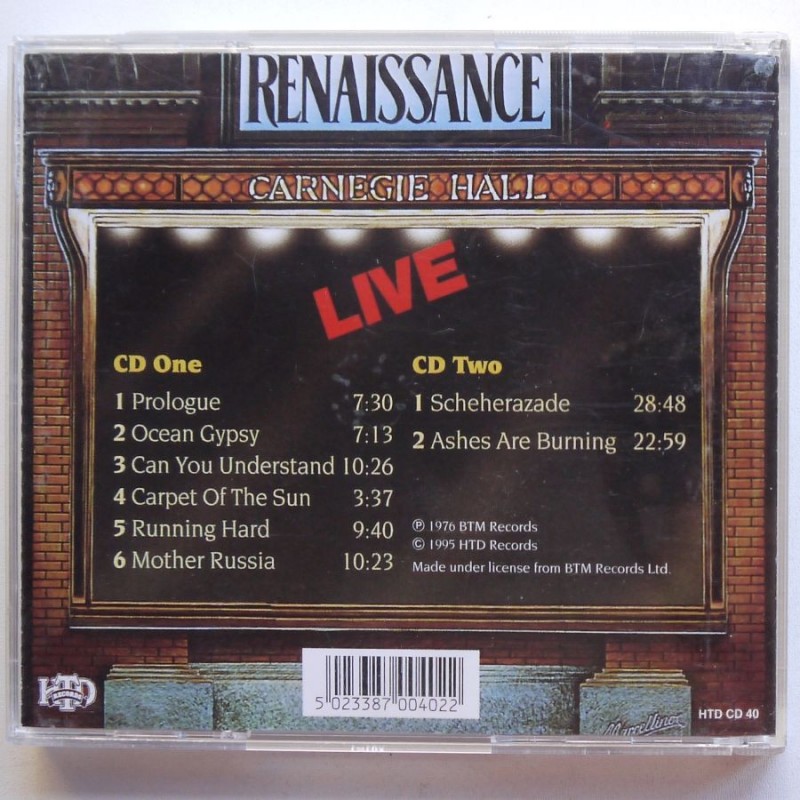 RENAISSANCE
CARNEGIE HALL
LIVE
CD One
1 Prologue 7:30
2 Ocean Gypsy 7:13
3 Can You Understand 10:26
4 Carpet Of The Sun 3:37
5 Running Hard 9:40
6 Mother Russia 10:23
CD Two
1 Scheherazade 28:48
2 Ashes Are Burning 22:59
℗ 1976 BTM Records
© 1995 HTD Records
Made under license from BTM Records Ltd.
HTD
RECORDS
5 023387 004022
Marcellino
HTD CD 40